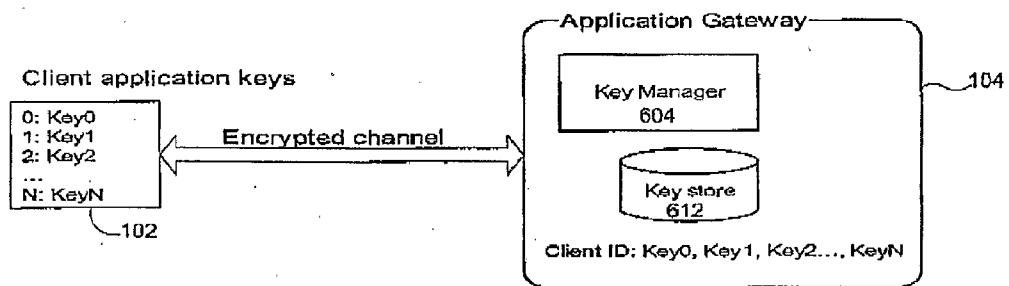 Application Gateway
Client application keys
104
Key Manager
604
0: Key0
1: Key1
2: Key2
...
N: KeyN
Encrypted channel
Key store
612
102
Client ID: Key0, Key1, Key2..., KeyN